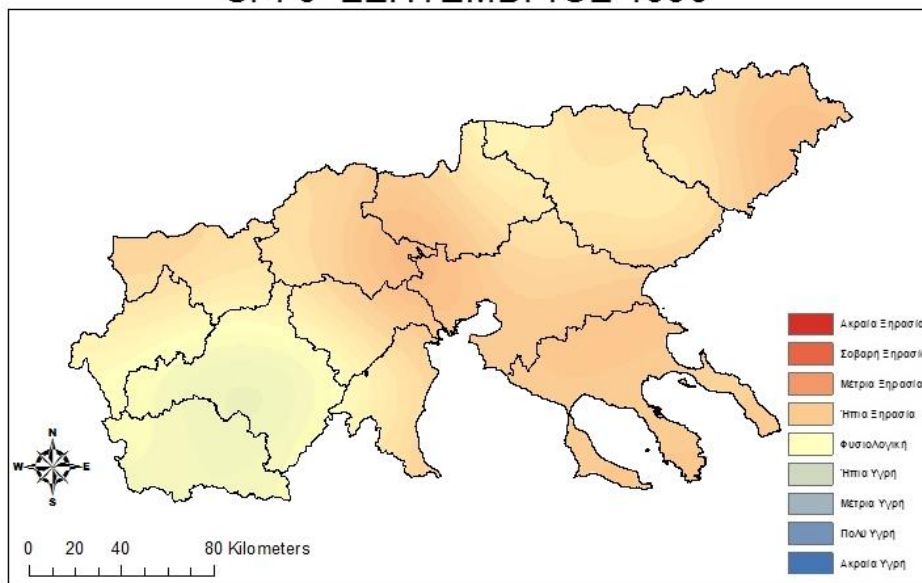 Ακραία Ξηρασία
Σοβαρή Ξηρασία
Μέτρια Ξηρασία
Ήπια Ξηρασία
Φυσιολογική
Ήπια Υγρή
Μέτρια Υγρή
Πολύ Υγρή
Ακραία Υγρή
N
W E
S
0 20 40 80 Kilometers